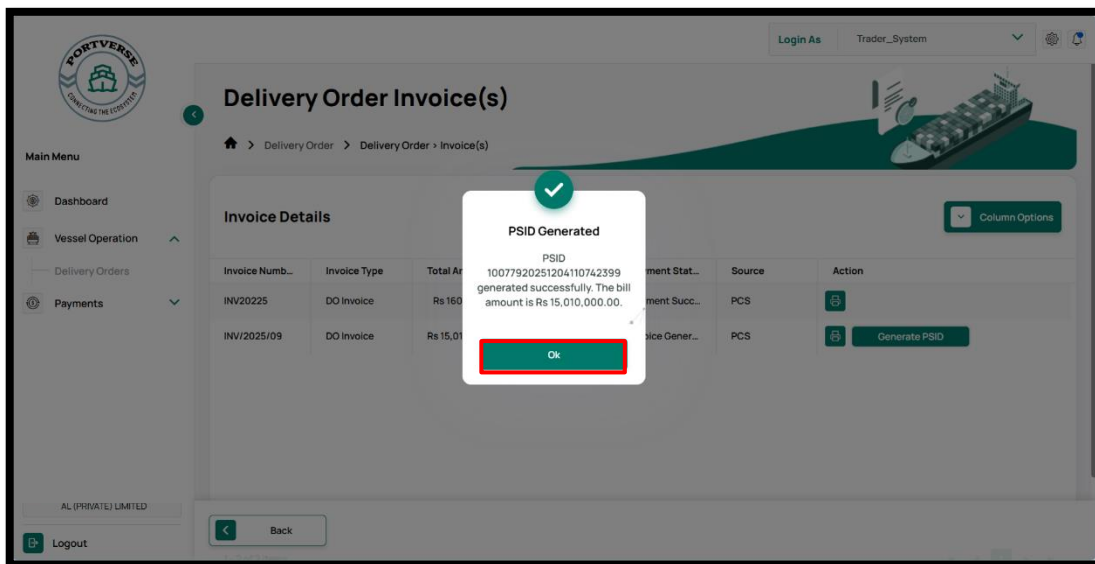 PORTVERSE
CONNECTING THE ECOSYSTEM
Login As Trader_System
Delivery Order Invoice(s)
Delivery Order > Delivery Order > Invoice(s)
Main Menu
Dashboard
Vessel Operation
Delivery Orders
Payments
Invoice Details
Column Options
Invoice Numb... Invoice Type Total Ar ment Stat... Source Action
INV20225 DO Invoice Rs 160 ment Succ... PCS
INV/2025/09 DO Invoice Rs 15,01 oice Gener... PCS Generate PSID
PSID Generated
PSID
10077920251204110742399
generated successfully. The bill
amount is Rs 15,010,000.00.
Ok
AL (PRIVATE) LIMITED
Back
Logout